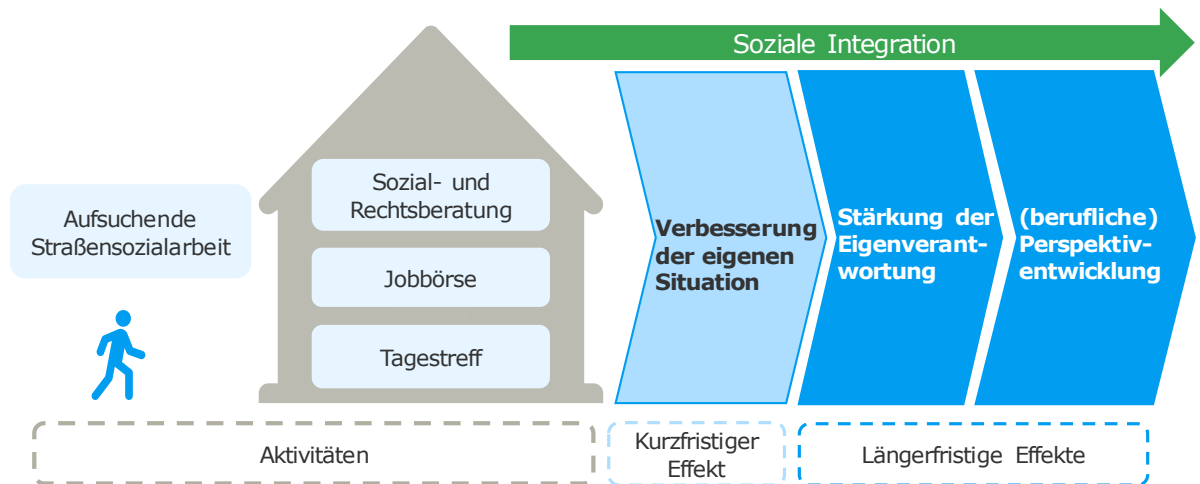 Soziale Integration
Aufsuchende
Straßensozialarbeit
Sozial- und
Rechtsberatung
Jobbörse
Tagestreff
Verbesserung
der eigenen
Situation
Stärkung der
Eigenverant-
wortung
(berufliche)
Perspektiv-
entwicklung
Aktivitäten
Kurzfristiger
Effekt
Längerfristige Effekte